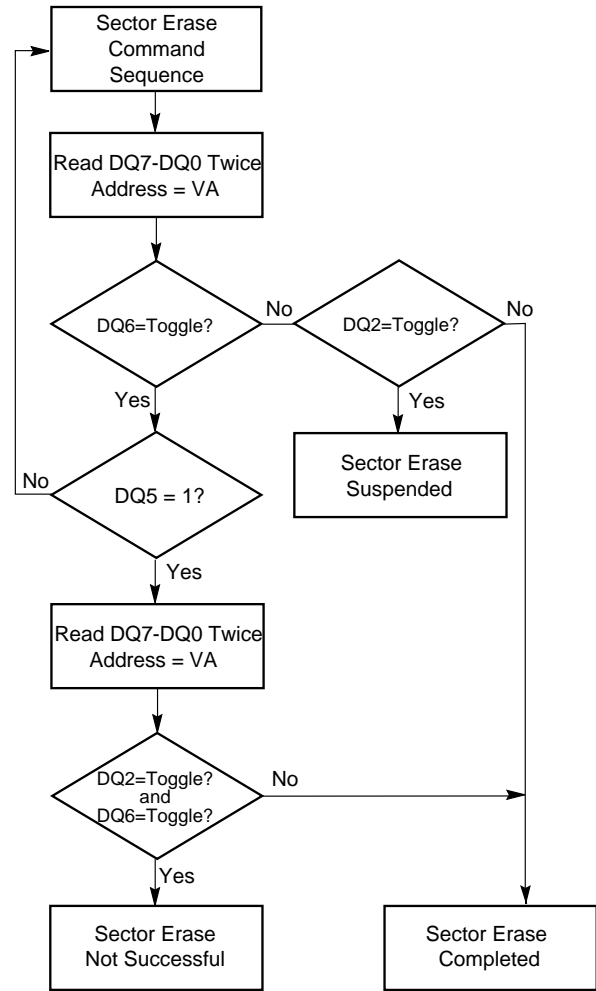 Sector Erase
Command
Sequence
Read DQ7-DQ0 Twice
Address = VA
DQ6=Toggle?
No
DQ2=Toggle?
No
Yes
Yes
Sector Erase
Suspended
No
DQ5 = 1?
Yes
Read DQ7-DQ0 Twice
Address = VA
DQ2=Toggle?
and
DQ6=Toggle?
No
Yes
Sector Erase
Not Successful
Sector Erase
Completed